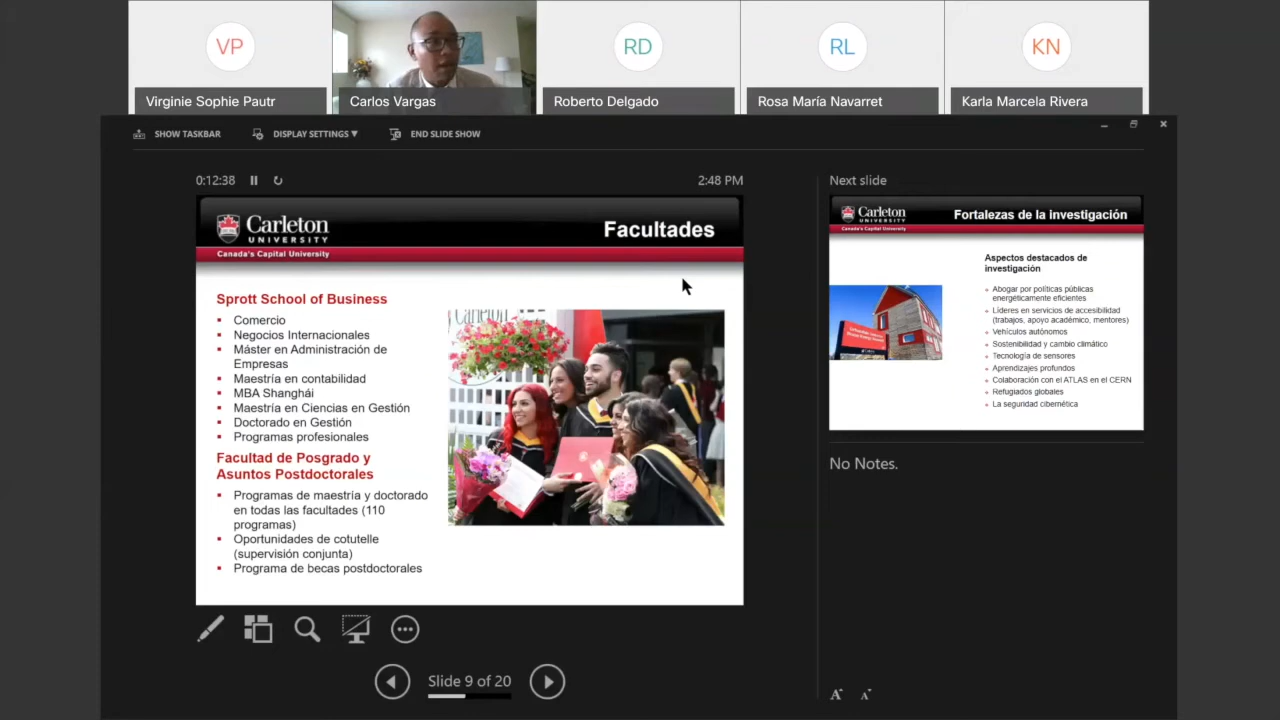 VP
RD
RL
KN
Virginie Sophie Pautr
Carlos Vargas
Roberto Delgado
Rosa María Navarret
Karla Marcela Rivera
SHOW TASKBAR
DISPLAY SETTINGS ▼
END SLIDE SHOW
0:12:38
2:48 PM
Carleton
UNIVERSITY
Canada's Capital University
Facultades
Sprott School of Business
▪ Comercio
▪ Negocios Internacionales
▪ Máster en Administración de
Empresas
▪ Maestría en contabilidad
▪ MBA Shanghái
▪ Maestría en Ciencias en Gestión
▪ Doctorado en Gestión
▪ Programas profesionales
Facultad de Posgrado y
Asuntos Postdoctorales
▪ Programas de maestría y doctorado
en todas las facultades (110
programas)
▪ Oportunidades de cotutelle
(supervisión conjunta)
▪ Programa de becas postdoctorales
Carleton
Slide 9 of 20
Next slide
Carleton
UNIVERSITY
Canada's Capital University
Fortalezas de la investigación
Aspectos destacados de
investigación
Abogar por políticas públicas
energéticamente eficientes
Líderes en servicios de accesibilidad
(trabajos, apoyo académico, mentores)
Vehículos autónomos
Sostenibilidad y cambio climático
Tecnología de sensores
Aprendizajes profundos
Colaboración con el ATLAS en el CERN
Refugiados globales
La seguridad cibernética
No Notes.
A A